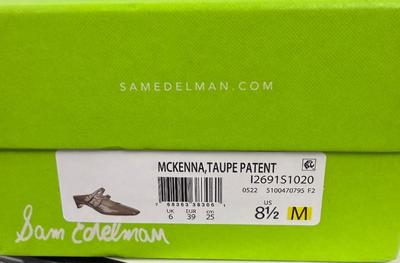 SAMEDELMAN.COM
MCKENNA,TAUPE PATENT
I2691S1020
0522 5100470795 F2
UK EUR cm US
6 39 25 8½ M
Sam Edelman